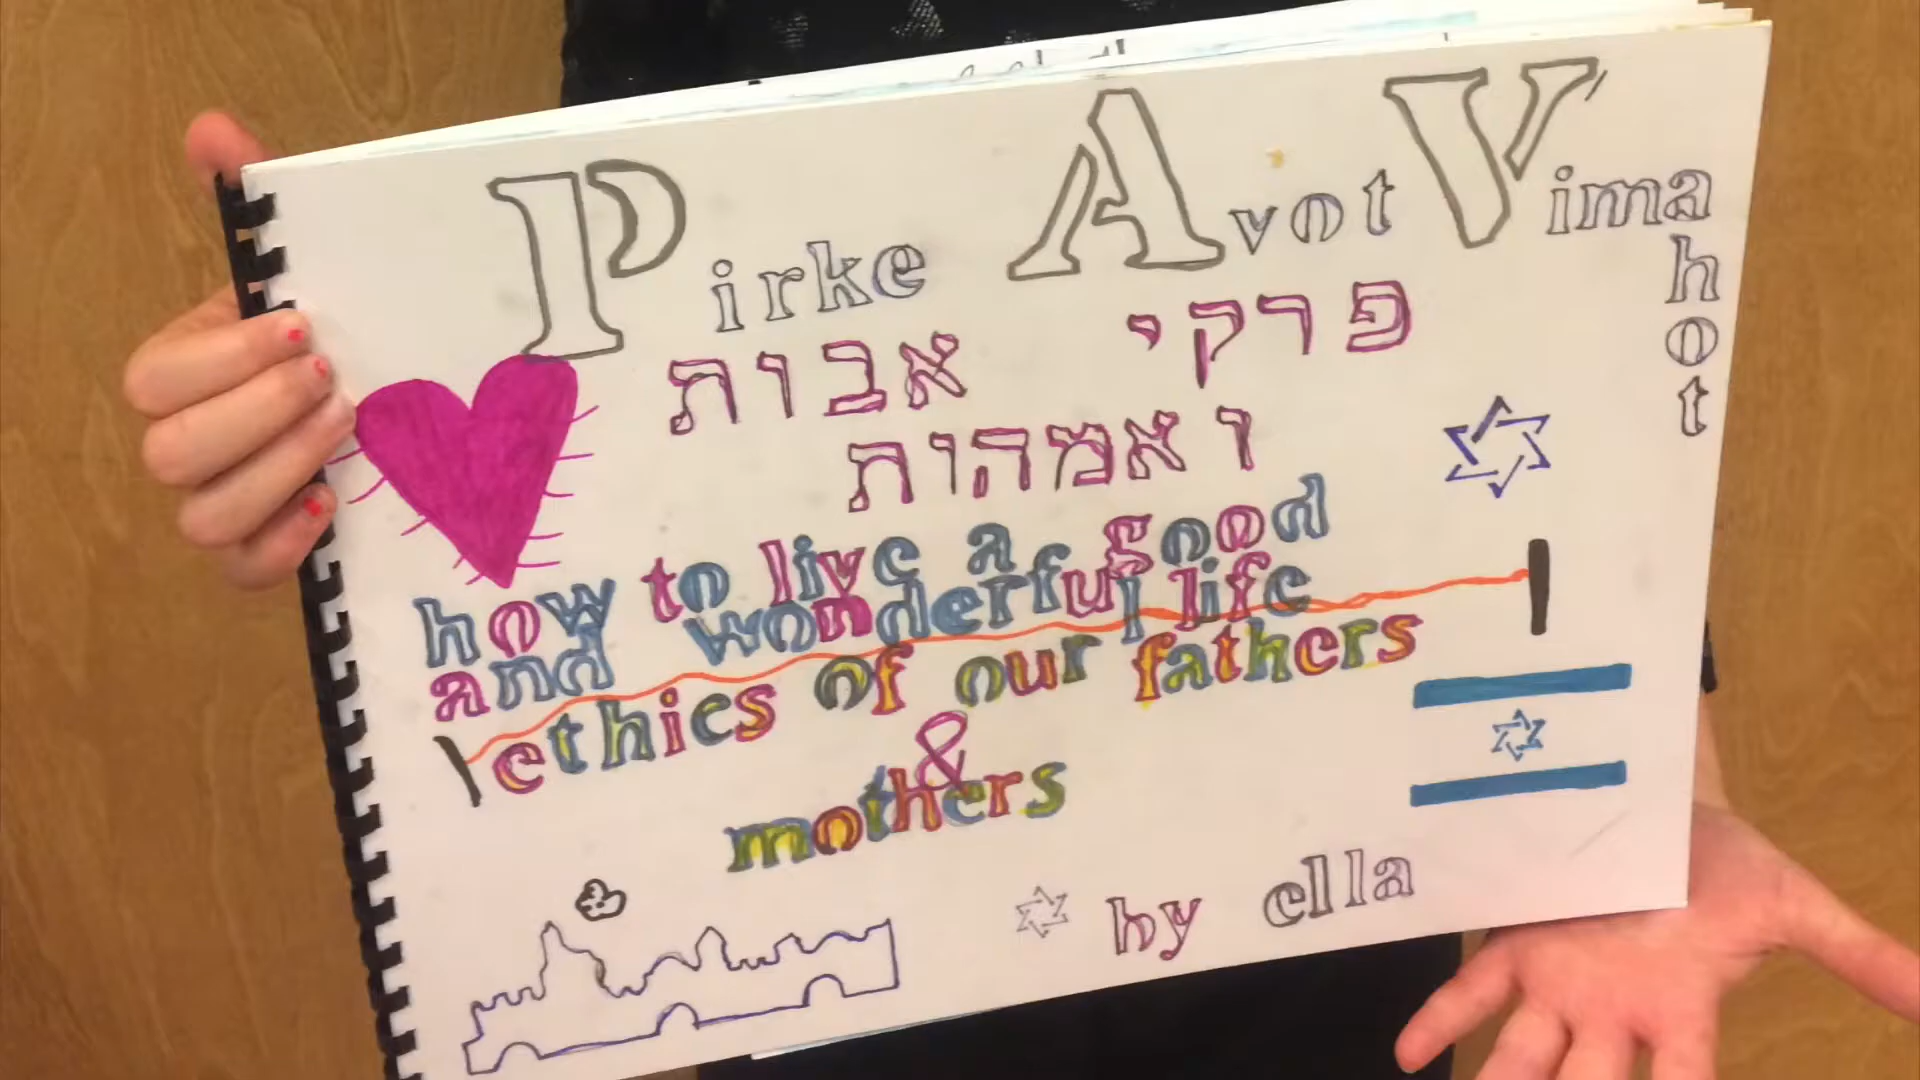 Pirke Avot Vimahot
פרקי אבות
ו אמהות
how to live a good
and wonderful life
ethics of our fathers
&
mothers
by ella